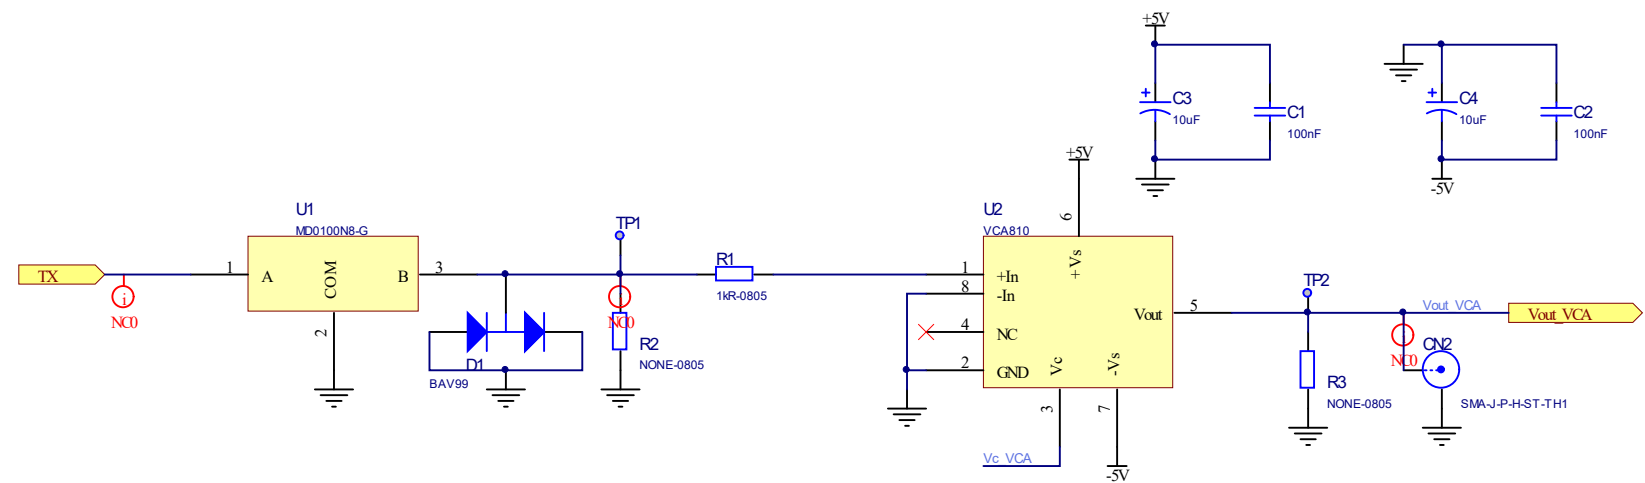 +5V
C3
10uF
C1
100nF
C4
10uF
C2
100nF
-5V
+5V
U1
MD0100N8-G
TX
1
A
COM
B
3
2
i
NC0
TP1
D1
BAV99
NC0
R2
NONE-0805
R1
1kR-0805
U2
VCA810
6
+Vs
1
+In
8
-In
4
NC
2
GND
Vc
-Vs
Vout
5
3
7
Vc_VCA
-5V
TP2
Vout_VCA
Vout_VCA
NC0
CN2
R3
NONE-0805
SMA-J-P-H-ST-TH1